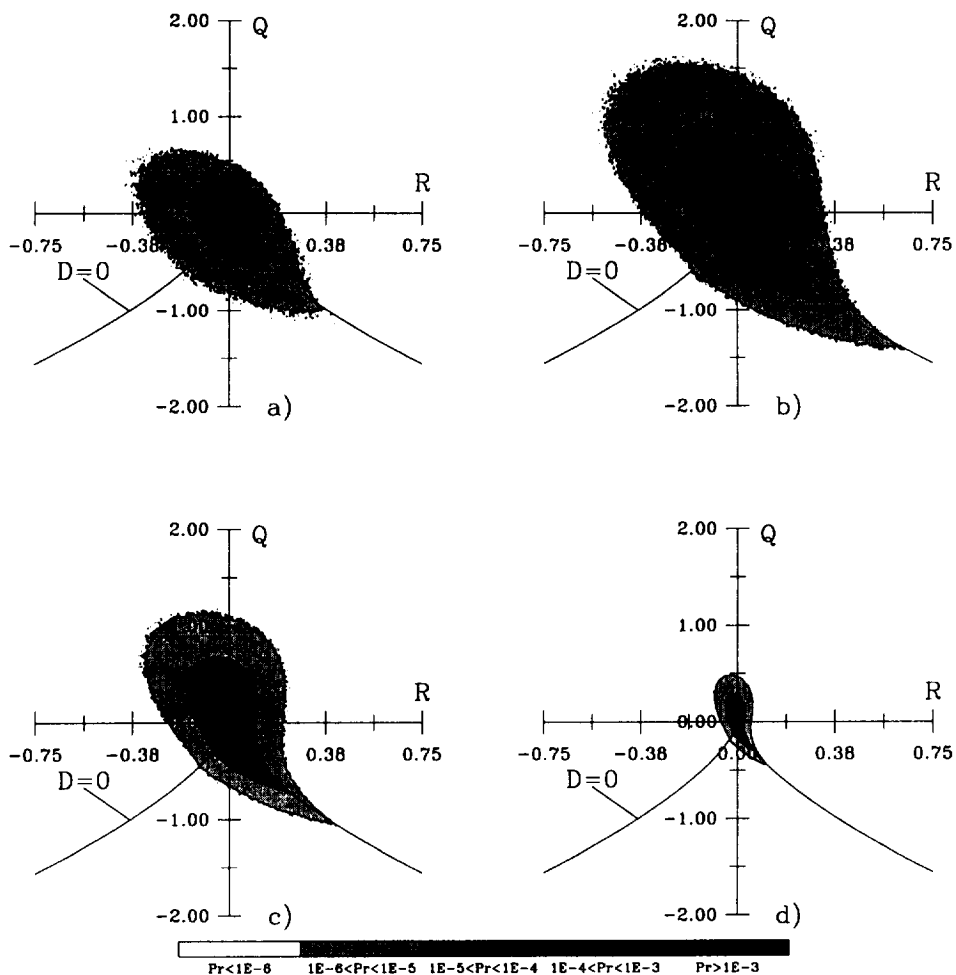 2.00 Q
1.00
R
-0.75 -0.38 0.38 0.75
D=0
-1.00
-2.00 a)
2.00 Q
1.00
R
-0.75 -0.38 .38 0.75
D=0
-1.00
-2.00 b)
2.00 Q
R
-0.75 -0.38 0.38 0.75
D=0
-1.00
-2.00 c)
2.00 Q
1.00
R
0.00
-0.75 -0.38 0.00 0.38 0.75
D=0
-1.00
-2.00 d)
Pr<1E-6 1E-6<Pr<1E-5 1E-5<Pr<1E-4 1E-4<Pr<1E-3 Pr>1E-3